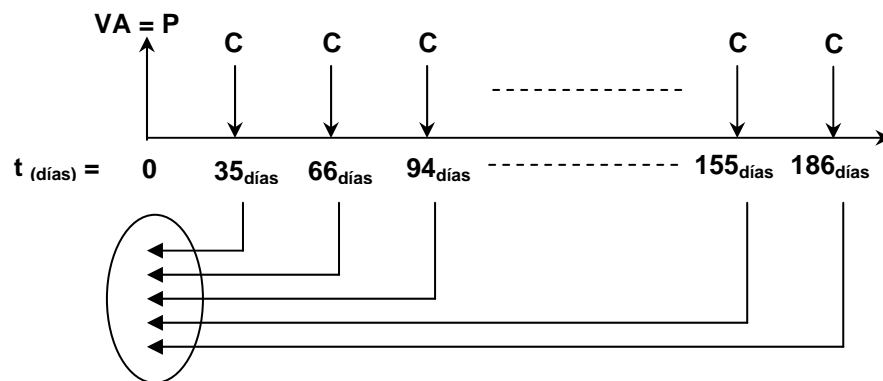 VA = P
C C C C C
t (días) = 0 35días 66días 94días 155días 186días